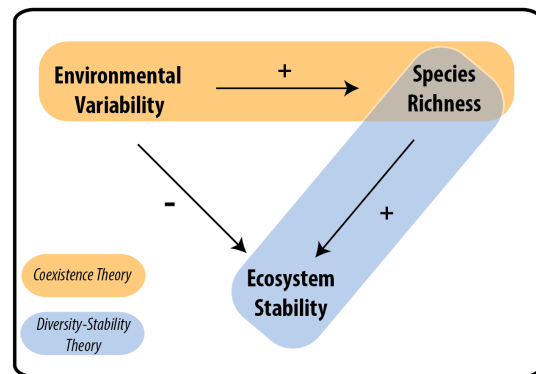 Environmental
Variability
+
Species
Richness
-
+
Ecosystem
Stability
Coexistence Theory
Diversity-Stability
Theory